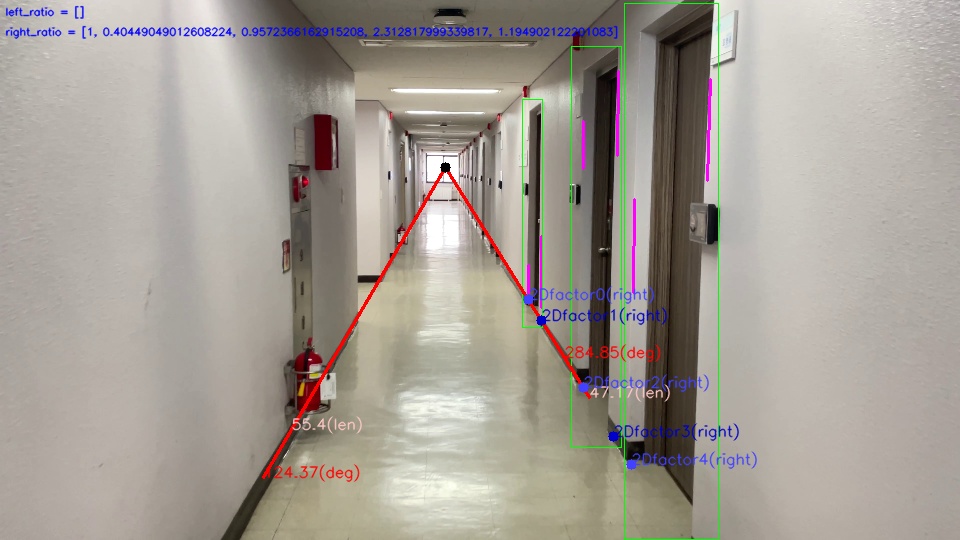 left_ratio = []
right_ratio = [1, 0.40449049012608224, 0.9572366162915208, 2.312817999339817, 1.194902122201083]
2Dfactor0(right)
2Dfactor1(right)
284.85(deg)
2Dfactor2(right)
47.17(len)
55.4(len)
2Dfactor3(right)
2Dfactor4(right)
124.37(deg)